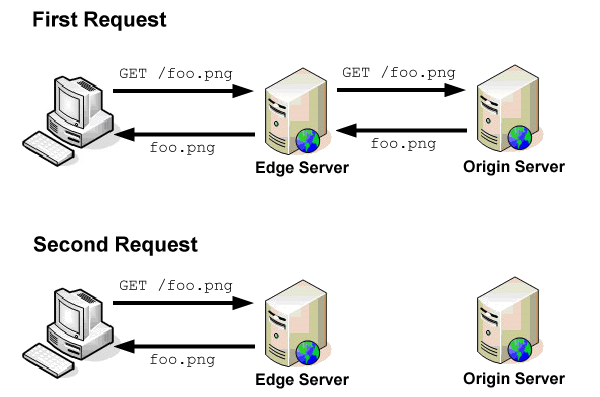 First Request
GET /foo.png
GET /foo.png
foo.png
foo.png
Edge Server
Origin Server
Second Request
GET /foo.png
foo.png
Edge Server
Origin Server